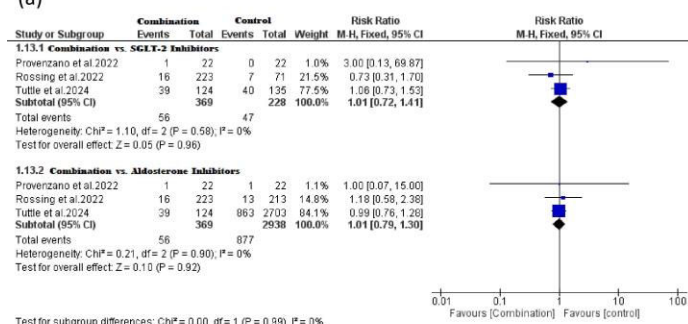 (a)
Combination Control Risk Ratio Risk Ratio
Study or Subgroup Events Total Events Total Weight M-H, Fixed, 95% CI M-H, Fixed, 95% CI
1.13.1 Combination vs. SGLT-2 Inhibitors
Provenzano et al.2022 1 22 0 22 1.0% 3.00 [0.13, 69.87]
Rossing et al.2022 16 223 7 71 21.5% 0.73 [0.31, 1.70]
Tuttle et al.2024 39 124 40 135 77.5% 1.06 [0.73, 1.53]
Subtotal (95% CI) 369 228 100.0% 1.01 [0.72, 1.41]
Total events 56 47
Heterogeneity: Chi² = 1.10, df = 2 (P = 0.58); I² = 0%
Test for overall effect: Z = 0.05 (P = 0.96)
1.13.2 Combination vs. Aldosterone Inhibitors
Provenzano et al.2022 1 22 1 22 1.1% 1.00 [0.07, 15.00]
Rossing et al.2022 16 223 13 213 14.8% 1.18 [0.58, 2.38]
Tuttle et al.2024 39 124 863 2703 84.1% 0.99 [0.76, 1.28]
Subtotal (95% CI) 369 2938 100.0% 1.01 [0.79, 1.30]
Total events 56 877
Heterogeneity: Chi² = 0.21, df = 2 (P = 0.90); I² = 0%
Test for overall effect: Z = 0.10 (P = 0.92)
0.01 0.1 1 10 100
Favours [Combination] Favours [control]
Test for subgroup differences: Chi² = 0.00, df = 1 (P = 0.99), I² = 0%